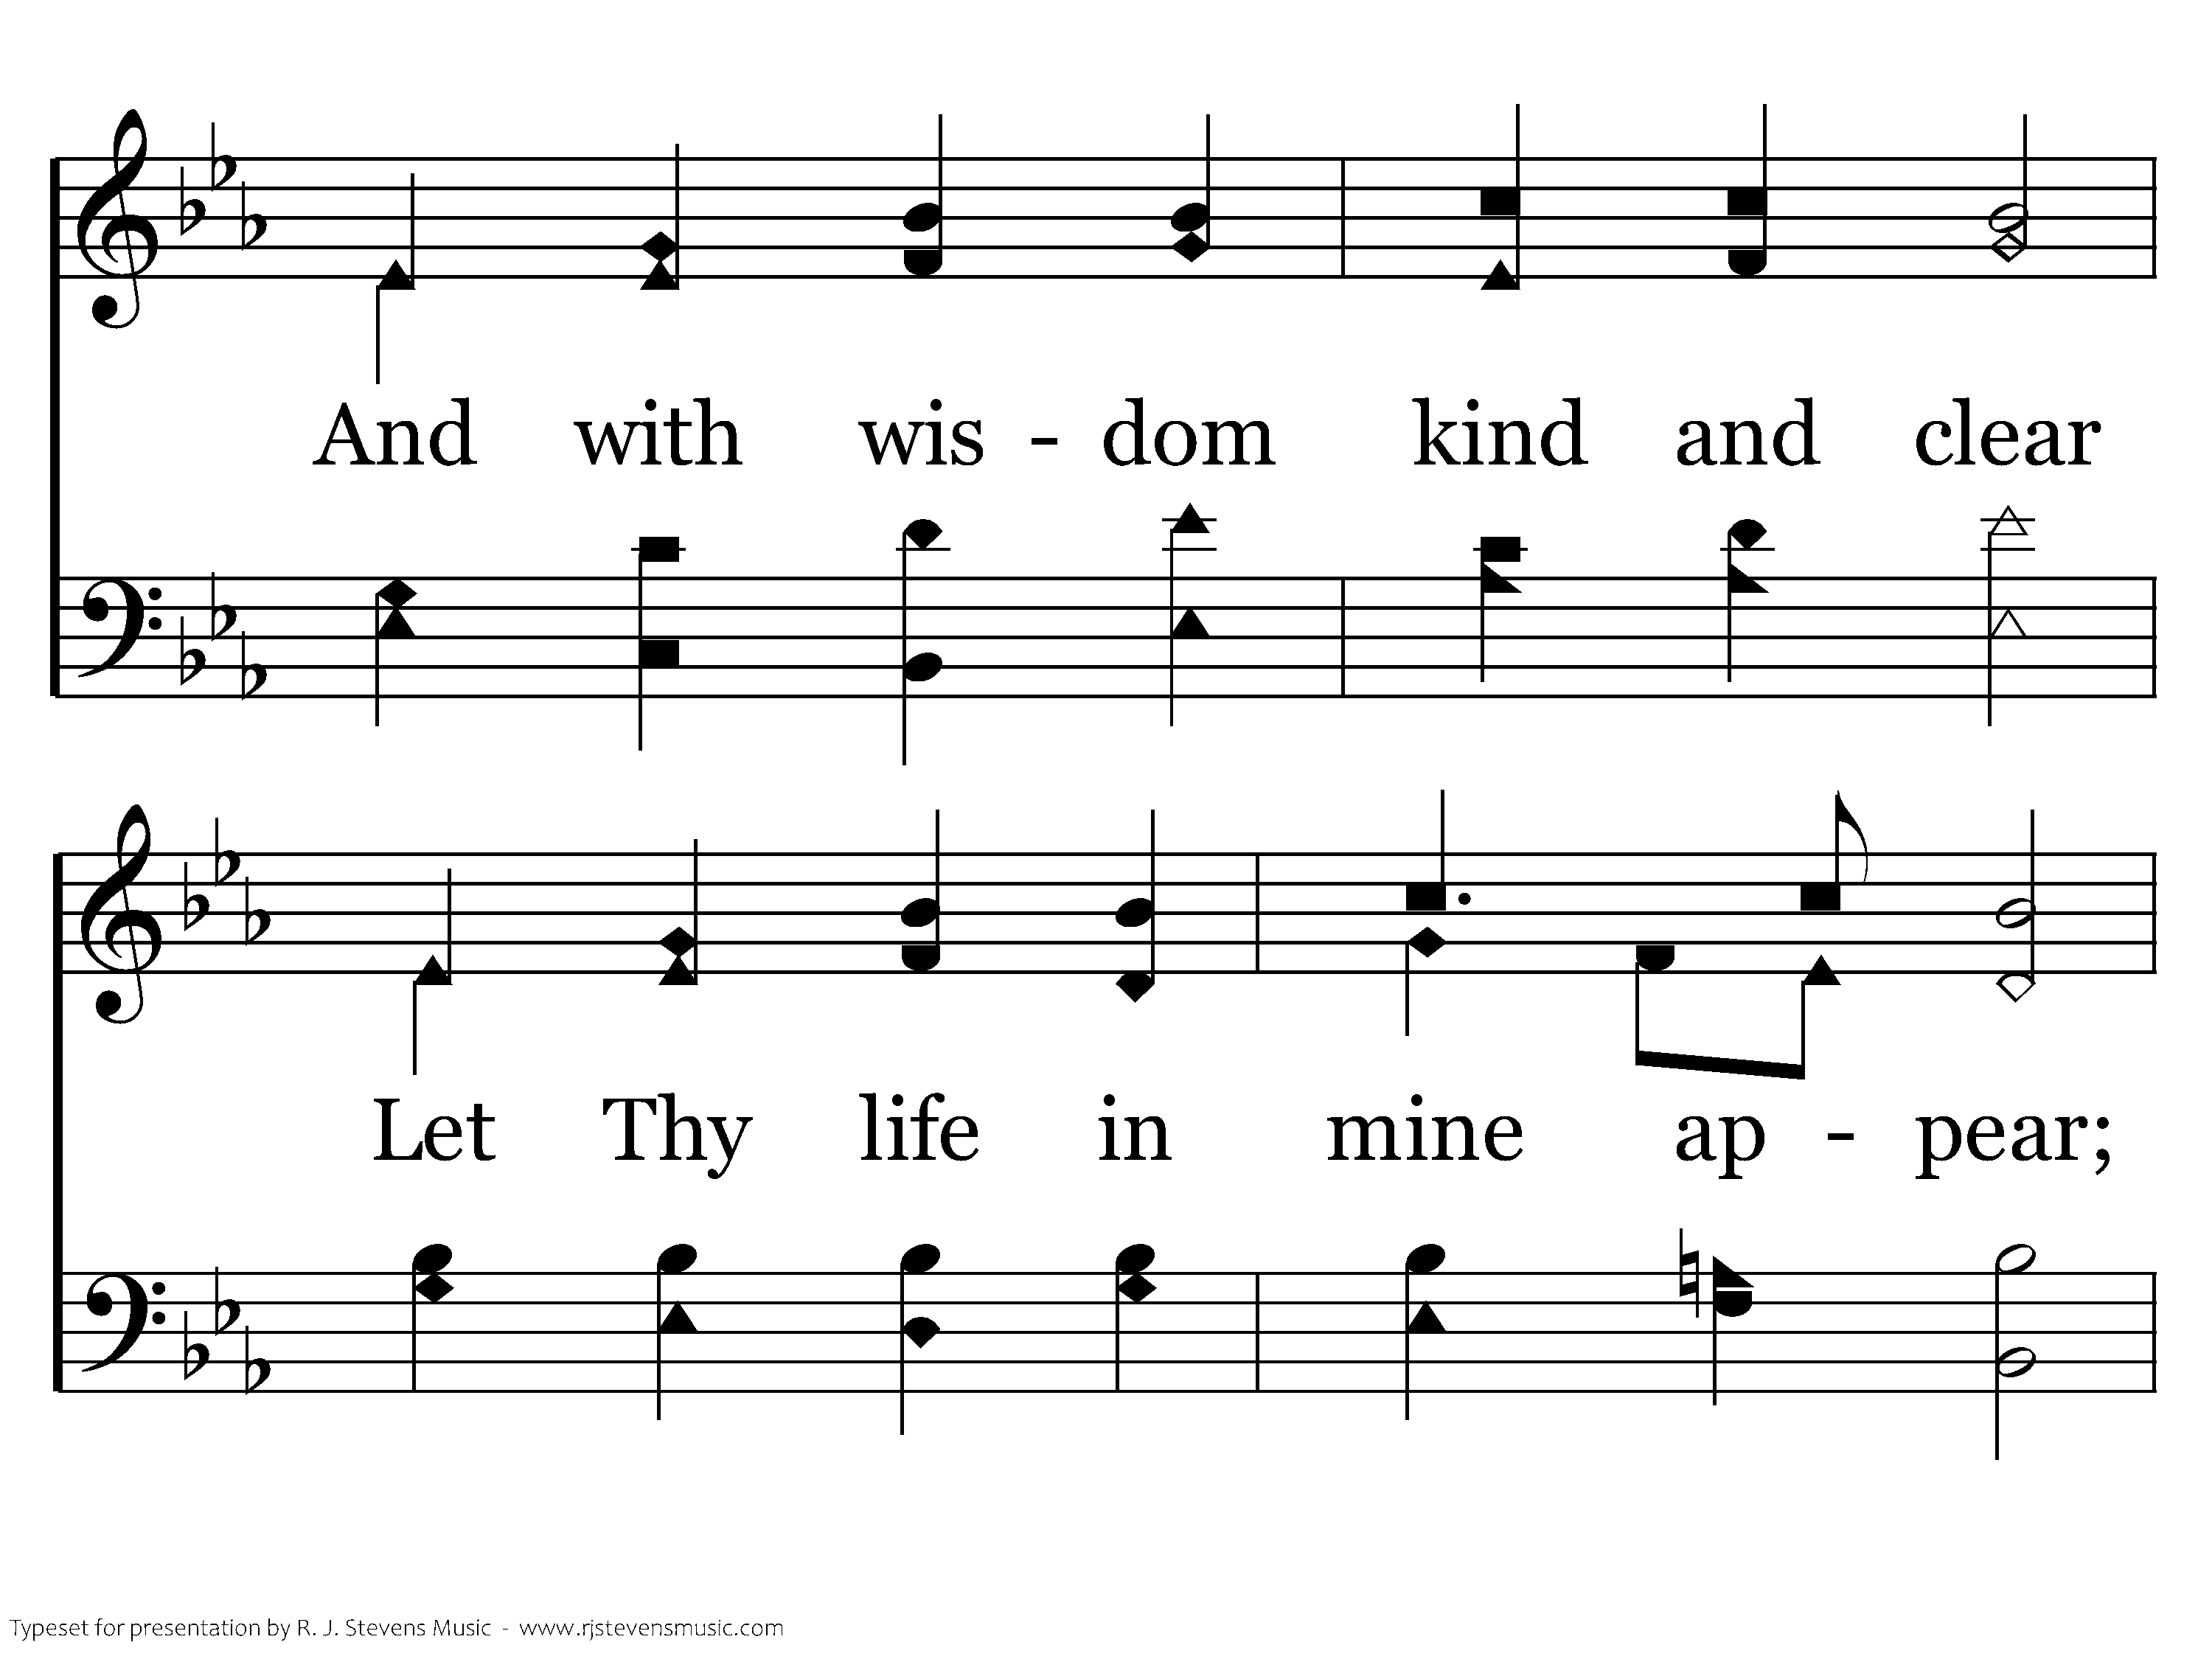 And with wis - dom kind and clear
Let Thy life in mine ap - pear;
Typeset for presentation by R. J. Stevens Music - www.rjstevensmusic.com